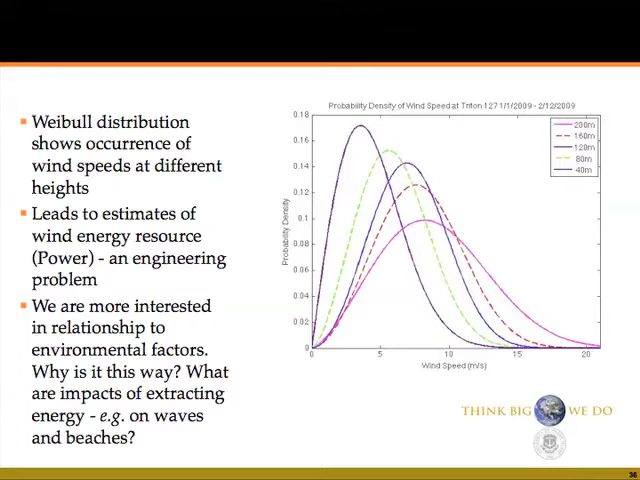 Weibull distribution
shows occurrence of
wind speeds at different
heights
Leads to estimates of
wind energy resource
(Power) - an engineering
problem
We are more interested
in relationship to
environmental factors.
Why is it this way? What
are impacts of extracting
energy - e.g. on waves
and beaches?
Probability Density of Wind Speed at Triton 127 1/1/2009 - 2/12/2009
Probability Density
0.18
0.16
0.14
0.12
0.1
0.08
0.06
0.04
0.02
0
0 5 10 15 20
Wind Speed (m/s)
200m
160m
120m
80m
40m
THINK BIG WE DO
36